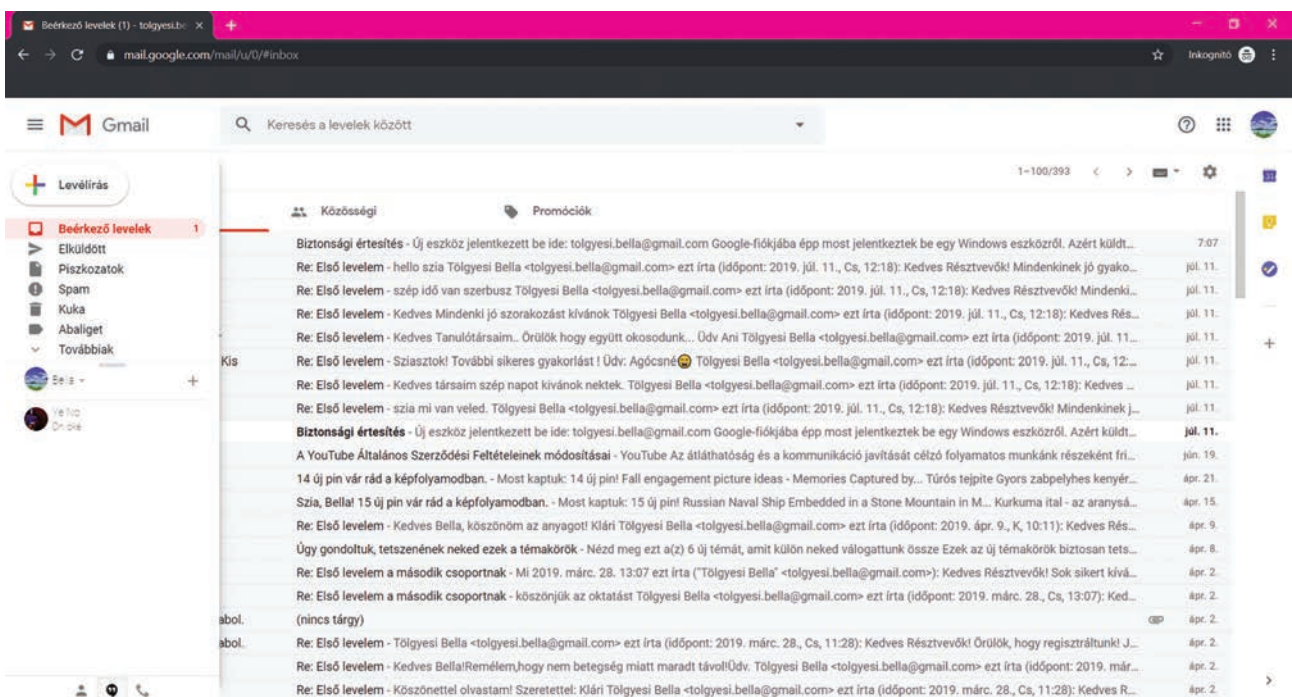 Beérkező levelek (1) - tolgyesi.be
mail.google.com/mail/u/0/#inbox
Inkognitó
Gmail
Keresés a levelek között
Levélírás
1–100/393
Közösségi
Promóciók
Beérkező levelek 1
Elküldött
Piszkozatok
Spam
Kuka
Abaliget
Továbbiak
Bella
Biztonsági értesítés - Új eszköz jelentkezett be ide: tolgyesi.bella@gmail.com Google-fiókjába épp most jelentkeztek be egy Windows eszközről. Azért küldt... 7:07
Re: Első levelem - hello szia Tölgyesi Bella <tolgyesi.bella@gmail.com> ezt írta (időpont: 2019. júl. 11., Cs, 12:18): Kedves Résztvevők! Mindenkinek jó gyako... júl. 11.
Re: Első levelem - szép idő van szerbusz Tölgyesi Bella <tolgyesi.bella@gmail.com> ezt írta (időpont: 2019. júl. 11., Cs, 12:18): Kedves Résztvevők! Mindenki... júl. 11.
Re: Első levelem - Kedves Mindenki jó szorakozást kívánok Tölgyesi Bella <tolgyesi.bella@gmail.com> ezt írta (időpont: 2019. júl. 11., Cs, 12:18): Kedves Rés... júl. 11.
Re: Első levelem - Kedves Tanulótársaim.. Örülök hogy együtt okosodunk... Üdv Ani Tölgyesi Bella <tolgyesi.bella@gmail.com> ezt írta (időpont: 2019. júl. 11... júl. 11.
Kis Re: Első levelem - Sziasztok! További sikeres gyakorlást ! Üdv: Agócsné Tölgyesi Bella <tolgyesi.bella@gmail.com> ezt írta (időpont: 2019. júl. 11., Cs, 12:... júl. 11.
Re: Első levelem - Kedves társaim szép napot kivánok nektek. Tölgyesi Bella <tolgyesi.bella@gmail.com> ezt írta (időpont: 2019. júl. 11., Cs, 12:18): Kedves ... júl. 11.
Re: Első levelem - szia mi van veled. Tölgyesi Bella <tolgyesi.bella@gmail.com> ezt írta (időpont: 2019. júl. 11., Cs, 12:18): Kedves Résztvevők! Mindenkinek j... júl. 11.
Biztonsági értesítés - Új eszköz jelentkezett be ide: tolgyesi.bella@gmail.com Google-fiókjába épp most jelentkeztek be egy Windows eszközről. Azért küldt... júl. 11.
A YouTube Általános Szerződési Feltételeinek módosításai - YouTube Az átláthatóság és a kommunikáció javítását célzó folyamatos munkánk részeként fri... jún. 19.
14 új pin vár rád a képfolyamodban. - Most kaptuk: 14 új pin! Fall engagement picture ideas - Memories Captured by... Túrós tejpite Gyors zabpelyhes kenyér... ápr. 21.
Szia, Bella! 15 új pin vár rád a képfolyamodban. - Most kaptuk: 15 új pin! Russian Naval Ship Embedded in a Stone Mountain in M... Kurkuma ital - az aranysá... ápr. 15.
Re: Első levelem - Kedves Bella, köszönöm az anyagot! Klári Tölgyesi Bella <tolgyesi.bella@gmail.com> ezt írta (időpont: 2019. ápr. 9., K, 10:11): Kedves Rés... ápr. 9.
Úgy gondoltuk, tetszenének neked ezek a témakörök - Nézd meg ezt a(z) 6 új témát, amit külön neked válogattunk össze Ezek az új témakörök biztosan tets... ápr. 8.
Re: Első levelem a második csoportnak - Mi 2019. márc. 28. 13:07 ezt írta ("Tölgyesi Bella" <tolgyesi.bella@gmail.com>): Kedves Résztvevők! Sok sikert kívá... ápr. 2.
Re: Első levelem a második csoportnak - köszönjük az oktatást Tölgyesi Bella <tolgyesi.bella@gmail.com> ezt írta (időpont: 2019. márc. 28., Cs, 13:07): Ked... ápr. 2.
abol. (nincs tárgy) ápr. 2.
abol. Re: Első levelem - Tölgyesi Bella <tolgyesi.bella@gmail.com> ezt írta (időpont: 2019. márc. 28., Cs, 11:28): Kedves Résztvevők! Örülök, hogy regisztráltunk! J... ápr. 2.
Re: Első levelem - Kedves Bella!Remélem,hogy nem betegség miatt maradt távol!Üdv. Tölgyesi Bella <tolgyesi.bella@gmail.com> ezt írta (időpont: 2019. már... ápr. 2.
Re: Első levelem - Köszönettel olvastam! Szeretettel: Klári Tölgyesi Bella <tolgyesi.bella@gmail.com> ezt írta (időpont: 2019. márc. 28., Cs, 11:28): Kedves R... ápr. 2.